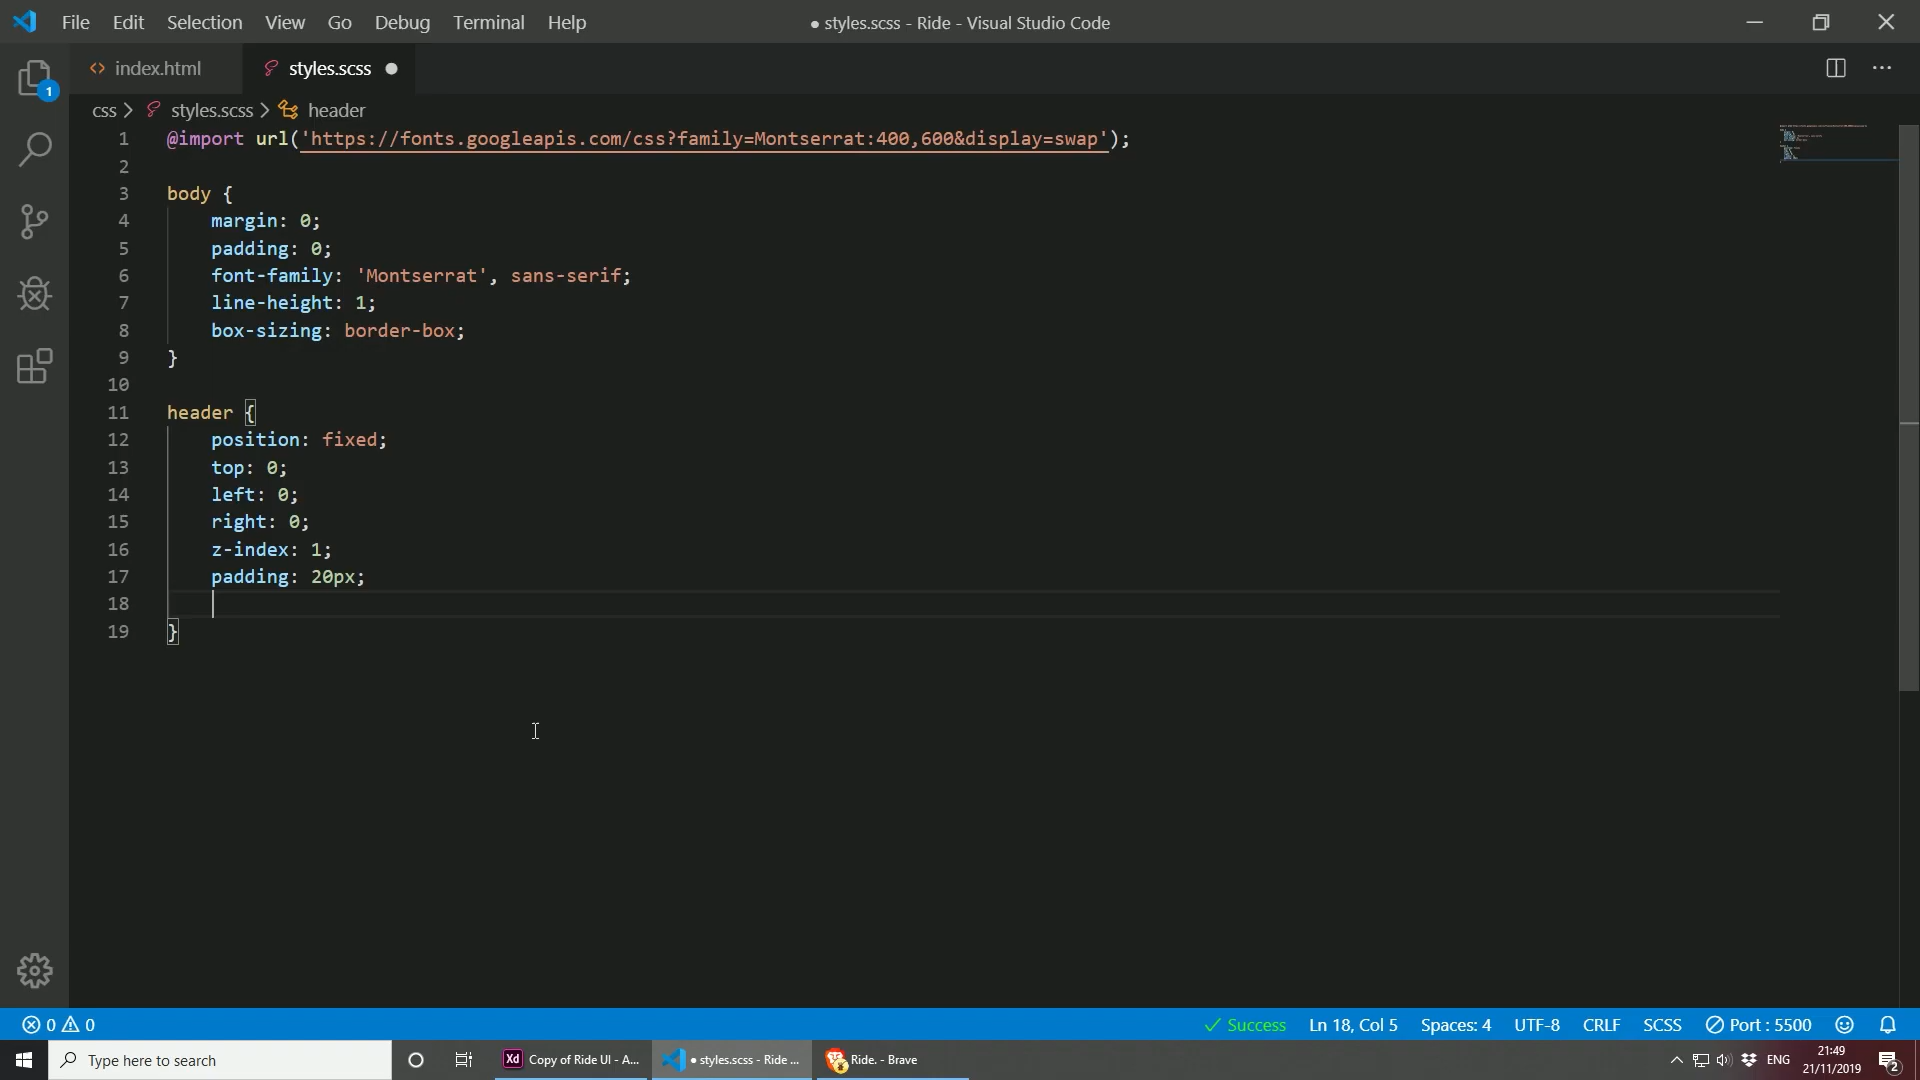 File Edit Selection View Go Debug Terminal Help
● styles.scss - Ride - Visual Studio Code
index.html
styles.scss ●
1
css > styles.scss > header
1 @import url('https://fonts.googleapis.com/css?family=Montserrat:400,600&display=swap');
2
3 body {
4 margin: 0;
5 padding: 0;
6 font-family: 'Montserrat', sans-serif;
7 line-height: 1;
8 box-sizing: border-box;
9 }
10
11 header {
12 position: fixed;
13 top: 0;
14 left: 0;
15 right: 0;
16 z-index: 1;
17 padding: 20px;
18
19 }
0 0 Success Ln 18, Col 5 Spaces: 4 UTF-8 CRLF SCSS Port : 5500
Type here to search
Xd Copy of Ride UI - A...
● styles.scss - Ride ...
Ride. - Brave
ENG
21:49
21/11/2019
2